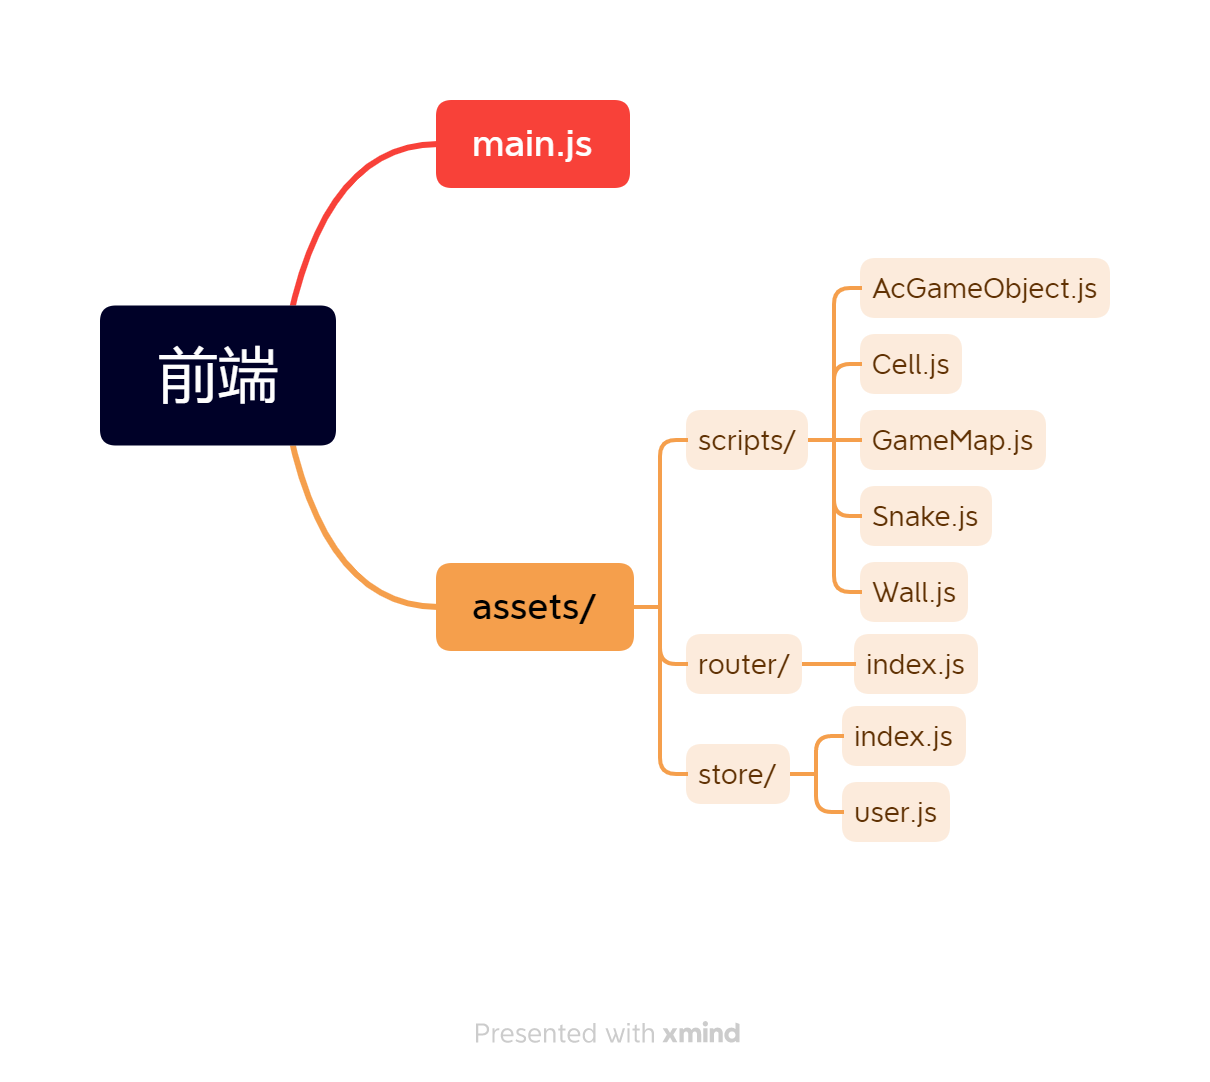 main.js
前端
assets/
scripts/
AcGameObject.js
Cell.js
GameMap.js
Snake.js
Wall.js
router/
index.js
store/
index.js
user.js
Presented with xmind